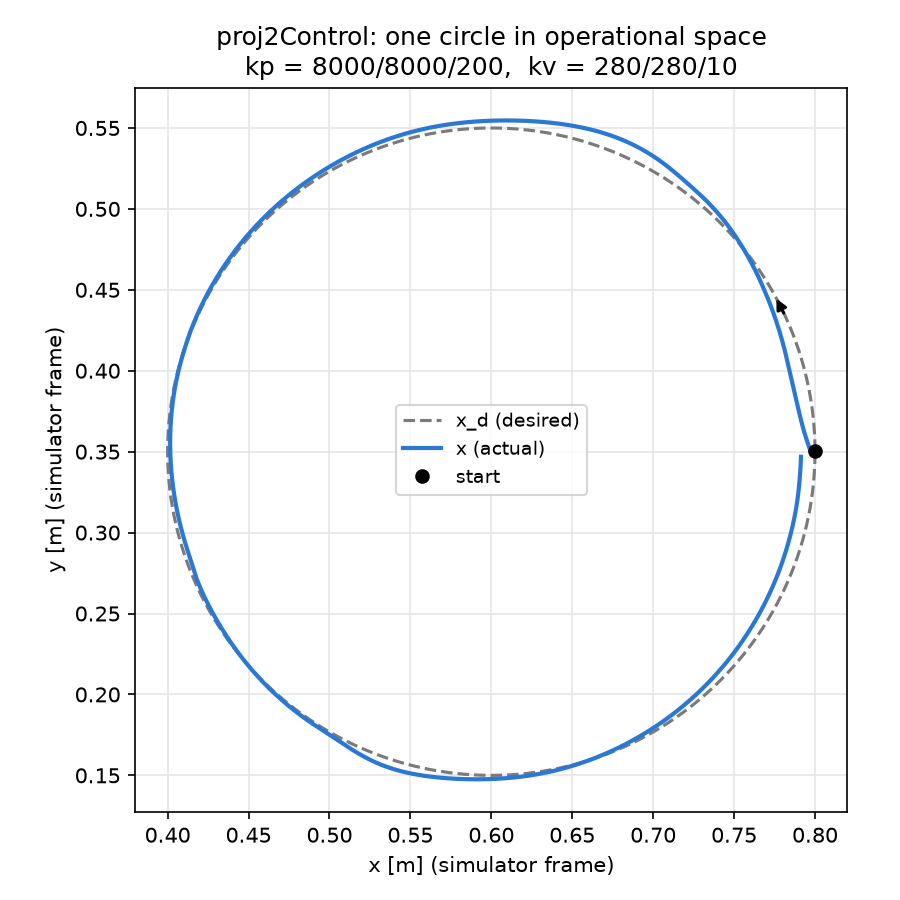 proj2Control: one circle in operational space
kp = 8000/8000/200,  kv = 280/280/10
y [m] (simulator frame)
0.55
0.50
0.45
0.40
0.35
0.30
0.25
0.20
0.15
x_d (desired)
x (actual)
start
0.40 0.45 0.50 0.55 0.60 0.65 0.70 0.75 0.80
x [m] (simulator frame)